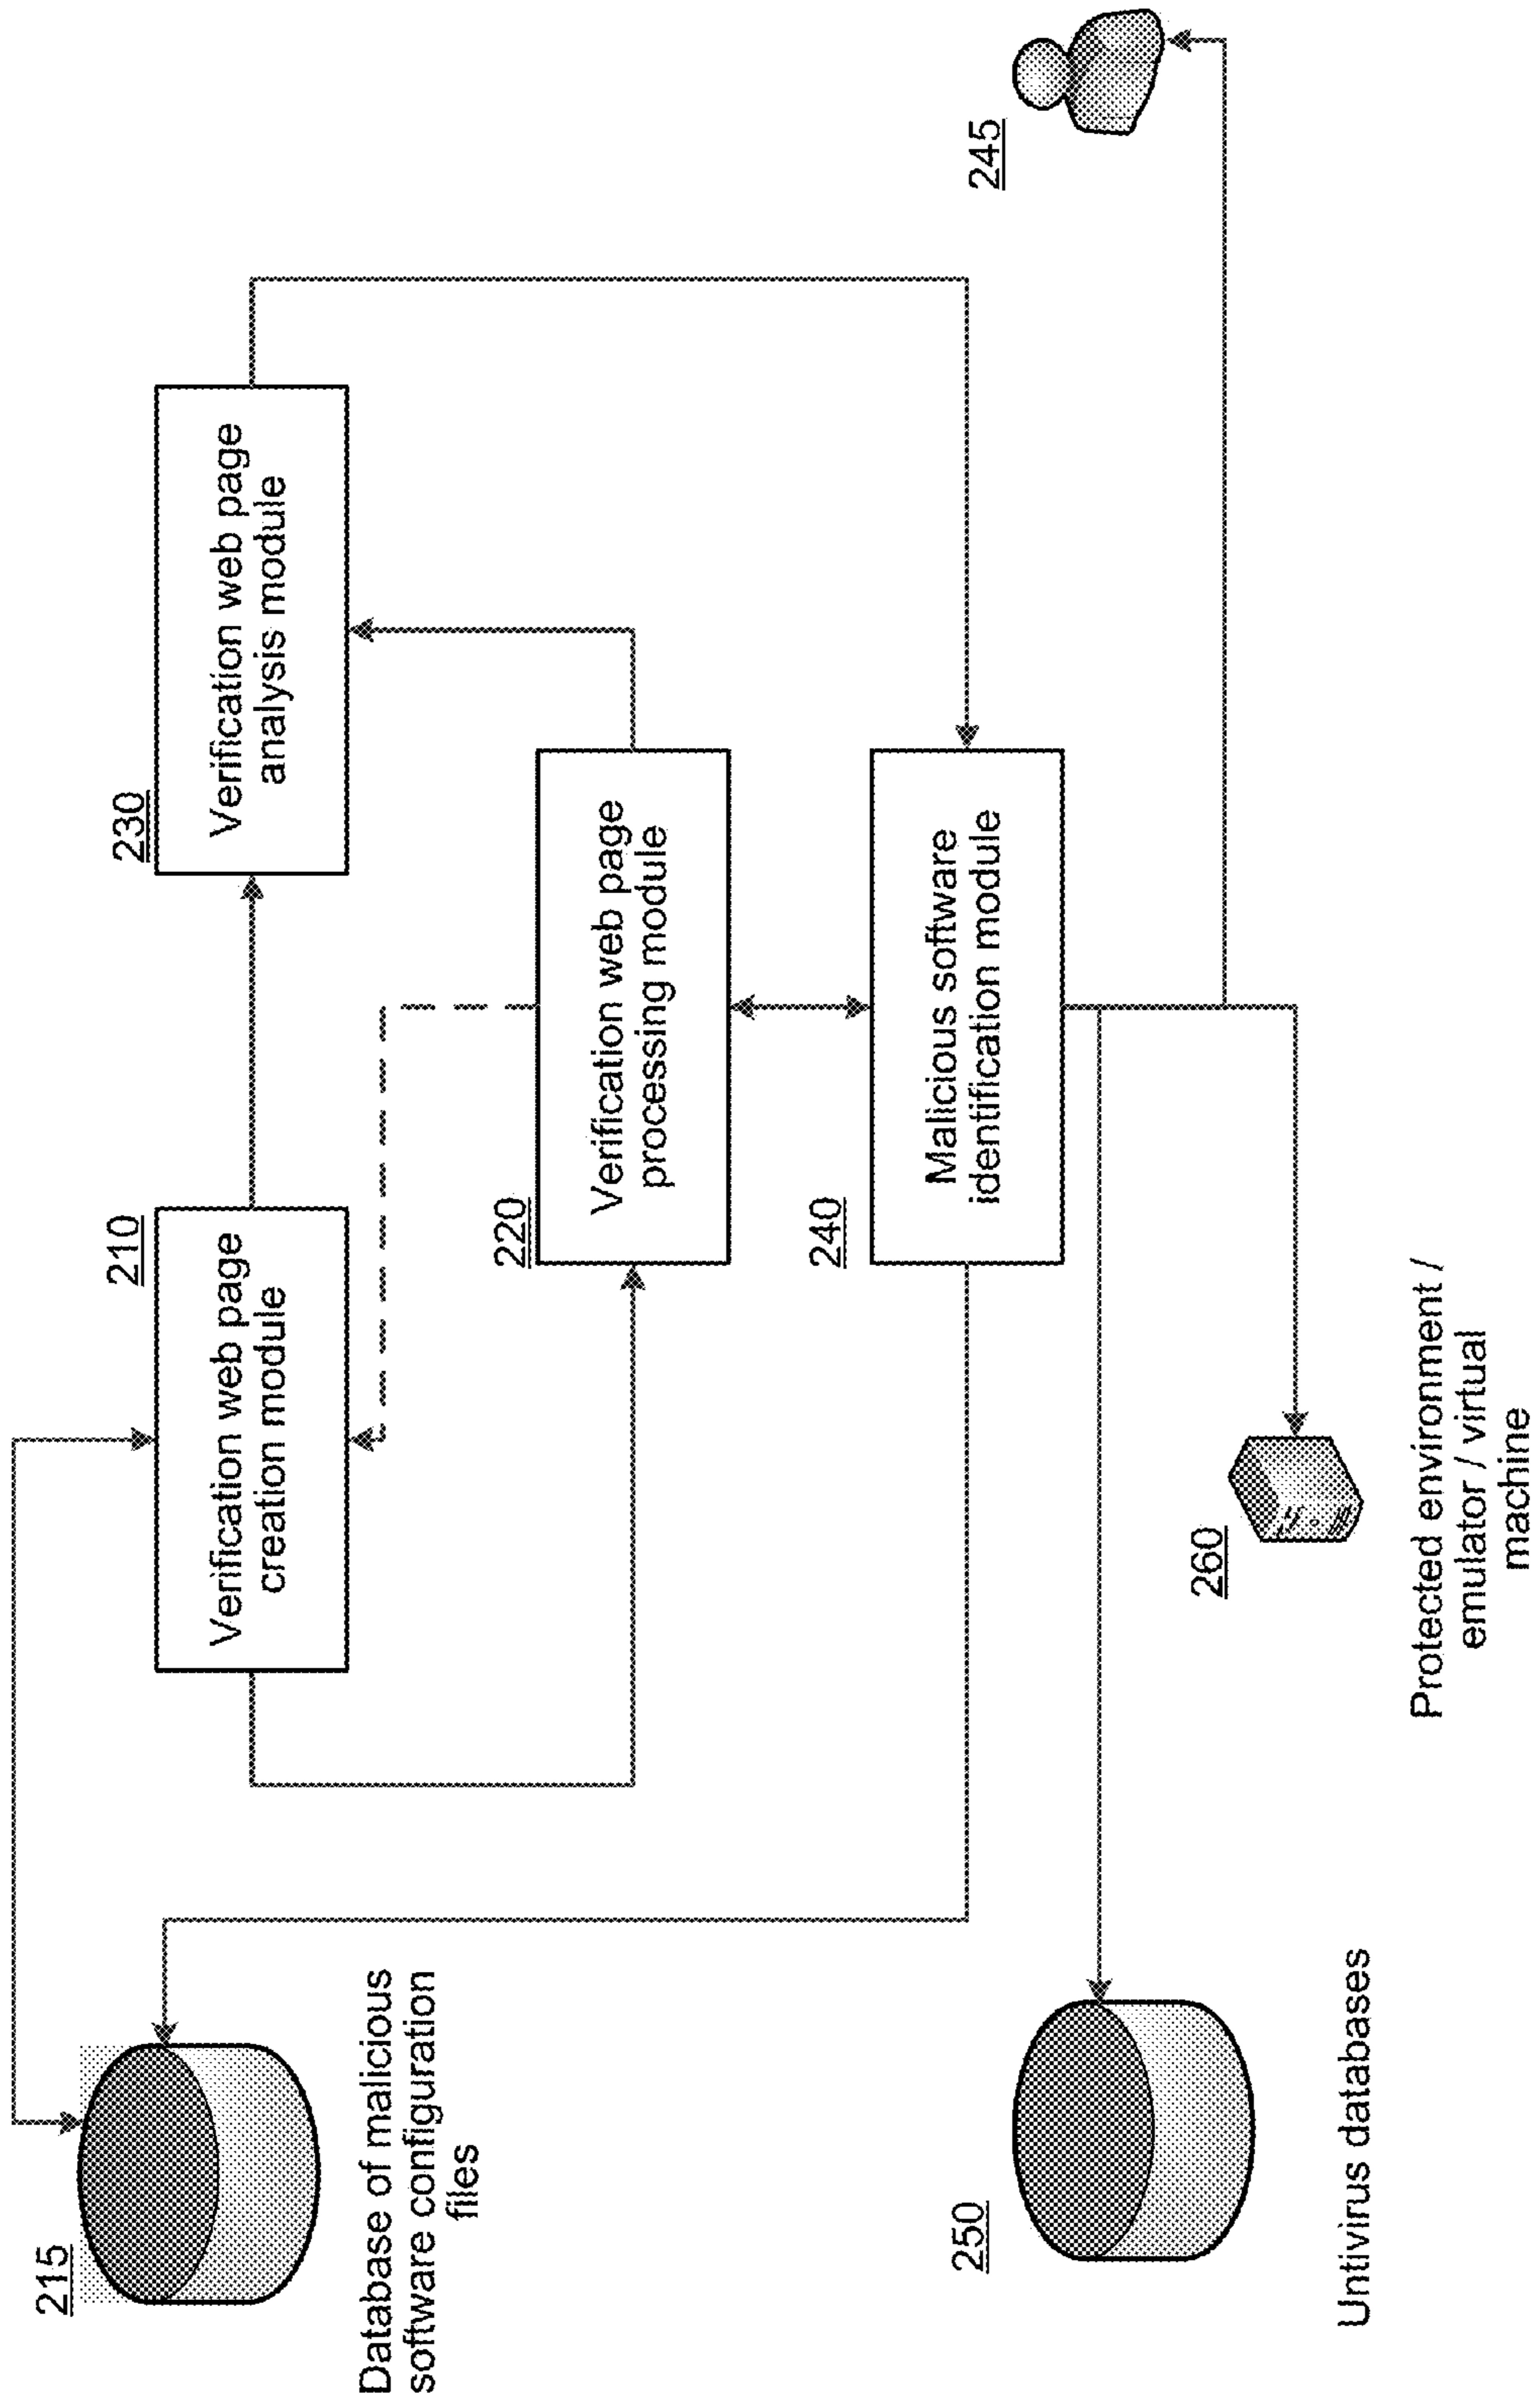 215
Database of malicious
software configuration
files
210
Verification web page
creation module
230
Verification web page
analysis module
220
Verification web page
processing module
240
Malicious software
identification module
245
250
Untivirus databases
260
Protected environment /
emulator / virtual
machine